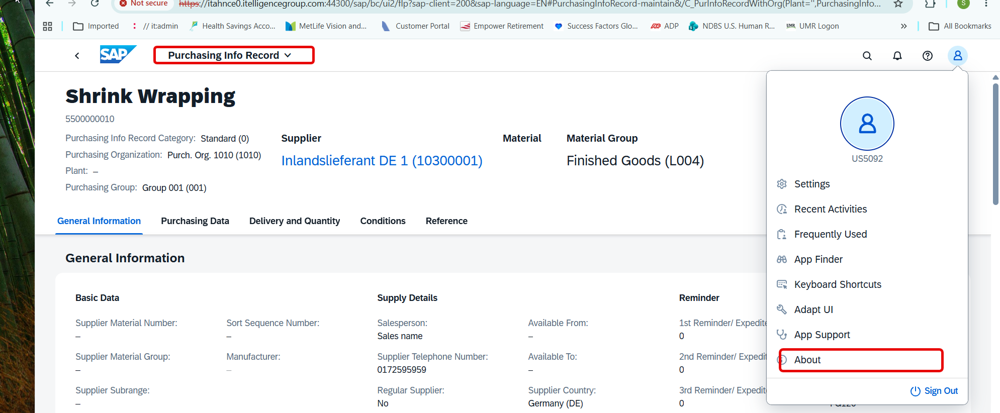 Not secure https://itahnce0.itelligencegroup.com:44300/sap/bc/ui2/flp?sap-client=200&sap-language=EN#PurchasingInfoRecord-maintain&/C_PurInfoRecordWithOrg(Plant='',PurchasingInfo... S
Imported // it:admin Health Savings Acco... MetLife Vision and... Customer Portal Empower Retirement Success Factors Glo... ADP ADP NDBS U.S. Human R... UMR UMR Logon All Bookmarks
SAP Purchasing Info Record
Shrink Wrapping
5500000010
Purchasing Info Record Category: Standard (0)
Purchasing Organization: Purch. Org. 1010 (1010)
Plant: –
Purchasing Group: Group 001 (001)
Supplier
Inlandslieferant DE 1 (10300001)
Material
Material Group
Finished Goods (L004)
General Information Purchasing Data Delivery and Quantity Conditions Reference
General Information
Basic Data Supply Details Reminder
Supplier Material Number: Sort Sequence Number: Salesperson: Available From: 1st Reminder/ Expedite
– – Sales name – 0
Supplier Material Group: Manufacturer: Supplier Telephone Number: Available To: 2nd Reminder/ Expedit
– – 0172595959 – 0
Supplier Subrange: Regular Supplier: Supplier Country: 3rd Reminder/ Expedit
– No Germany (DE) 0
US5092
Settings
Recent Activities
Frequently Used
App Finder
Keyboard Shortcuts
Adapt UI
App Support
About
Sign Out